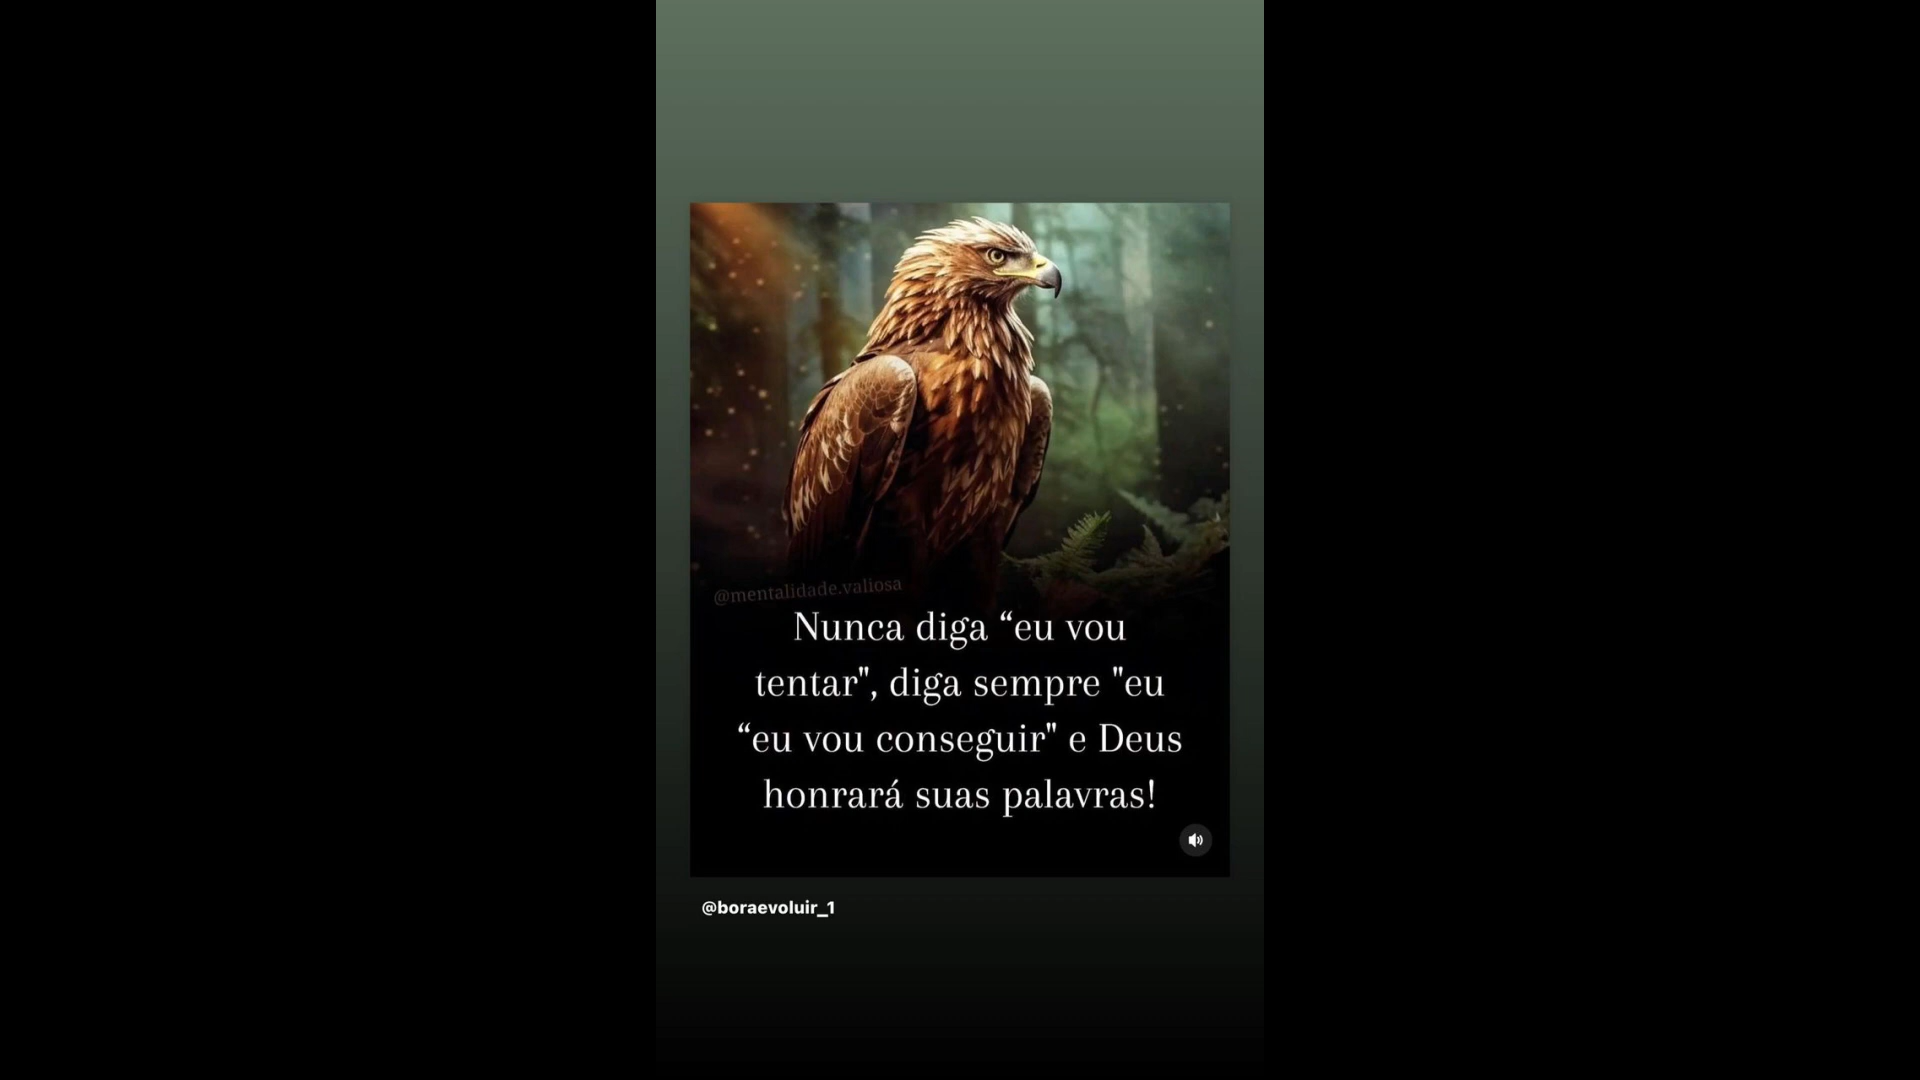 @mentalidade.valiosa
Nunca diga “eu vou
tentar", diga sempre "eu
“eu vou conseguir" e Deus
honrará suas palavras!
@boraevoluir_1